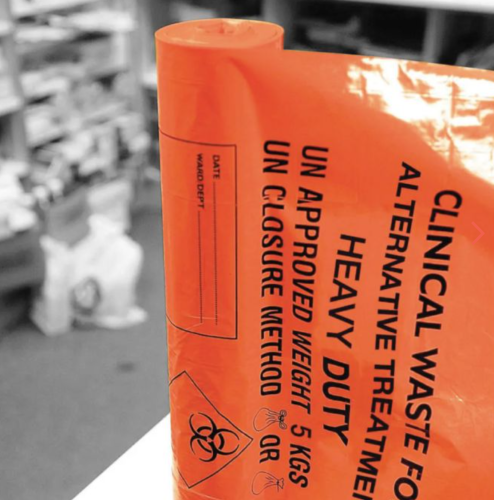 CLINICAL WASTE FO
ALTERNATIVE TREATME
HEAVY DUTY
UN APPROVED WEIGHT 5 KGS
UN CLOSURE METHOD OR
DATE
WARD/DEPT